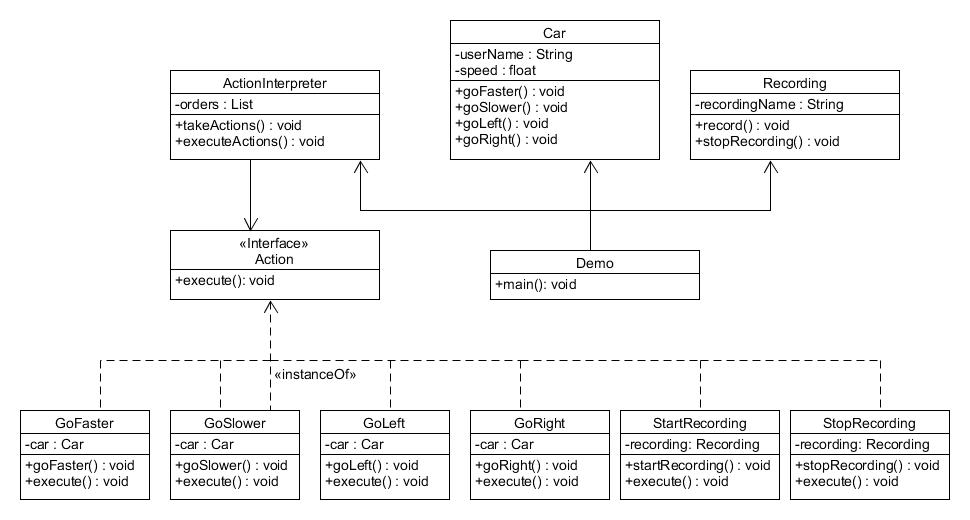 Car
-userName : String
-speed : float
+goFaster() : void
+goSlower() : void
+goLeft() : void
+goRight() : void
ActionInterpreter
-orders : List
+takeActions() : void
+executeActions() : void
Recording
-recordingName : String
+record() : void
+stopRecording() : void
«Interface»
Action
+execute(): void
Demo
+main(): void
«instanceOf»
GoFaster
-car : Car
+goFaster() : void
+execute() : void
GoSlower
-car : Car
+goSlower() : void
+execute() : void
GoLeft
-car : Car
+goLeft() : void
+execute() : void
GoRight
-car : Car
+goRight() : void
+execute() : void
StartRecording
-recording: Recording
+startRecording() : void
+execute() : void
StopRecording
-recording: Recording
+stopRecording() : void
+execute() : void